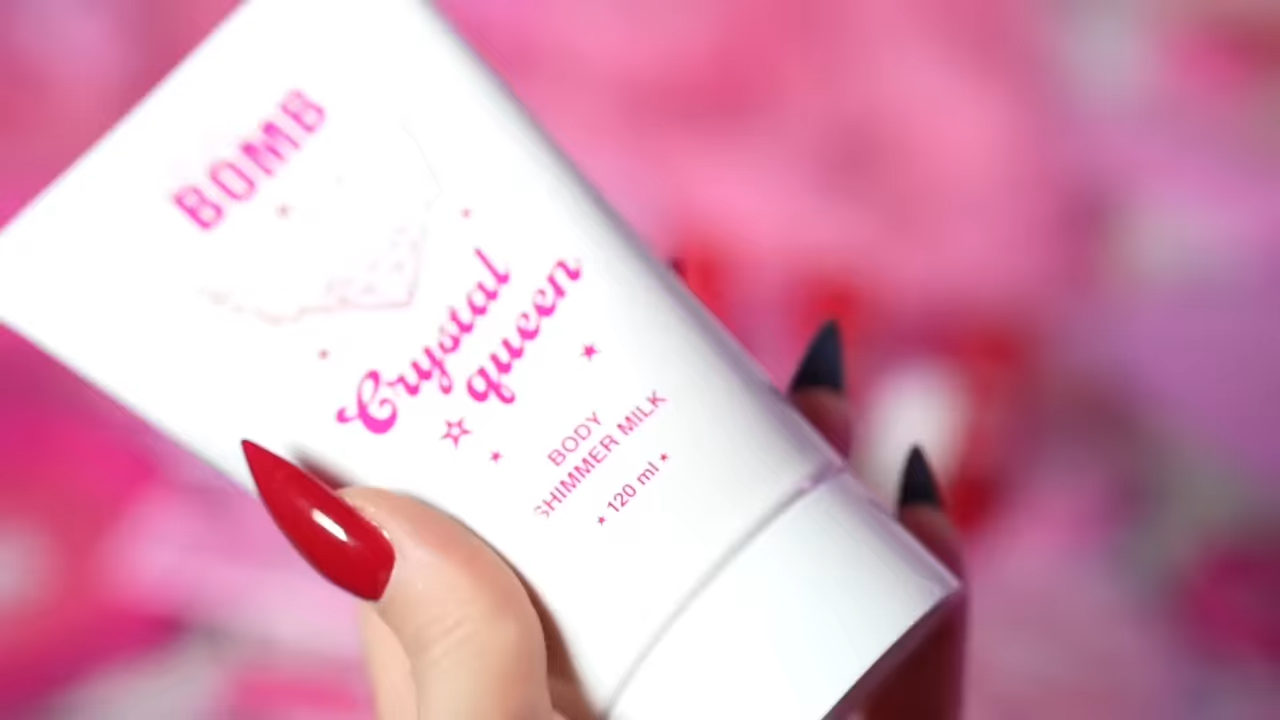 BOMB
Crystal
queen
BODY
SHIMMER MILK
★ 120 ml ★